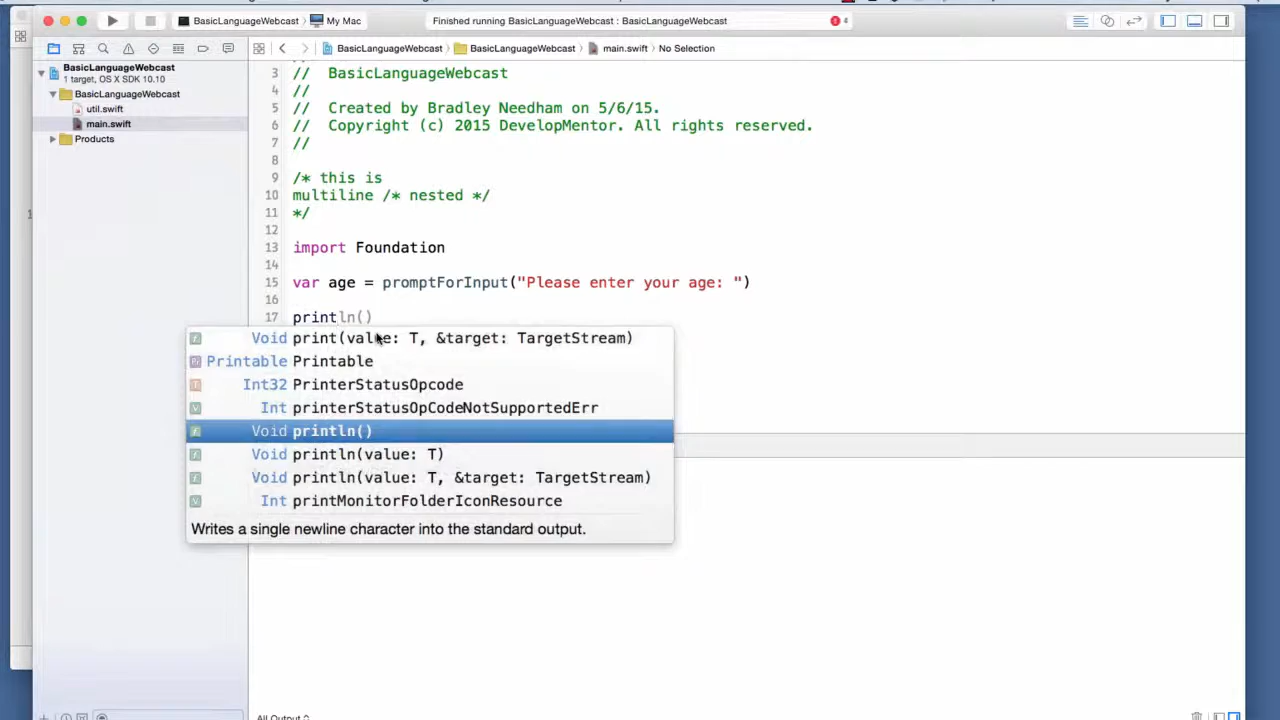 BasicLanguageWebcast My Mac Finished running BasicLanguageWebcast : BasicLanguageWebcast 4
BasicLanguageWebcast BasicLanguageWebcast main.swift No Selection
BasicLanguageWebcast
1 target, OS X SDK 10.10
BasicLanguageWebcast
util.swift
main.swift
Products
3 // BasicLanguageWebcast
4 //
5 // Created by Bradley Needham on 5/6/15.
6 // Copyright (c) 2015 DevelopMentor. All rights reserved.
7 //
8
9 /* this is
10 multiline /* nested */
11 */
12
13 import Foundation
14
15 var age = promptForInput("Please enter your age: ")
16
17 println()
Void print(value: T, &target: TargetStream)
Printable Printable
Int32 PrinterStatusOpcode
Int printerStatusOpCodeNotSupportedErr
Void println()
Void println(value: T)
Void println(value: T, &target: TargetStream)
Int printMonitorFolderIconResource
Writes a single newline character into the standard output.
All Output